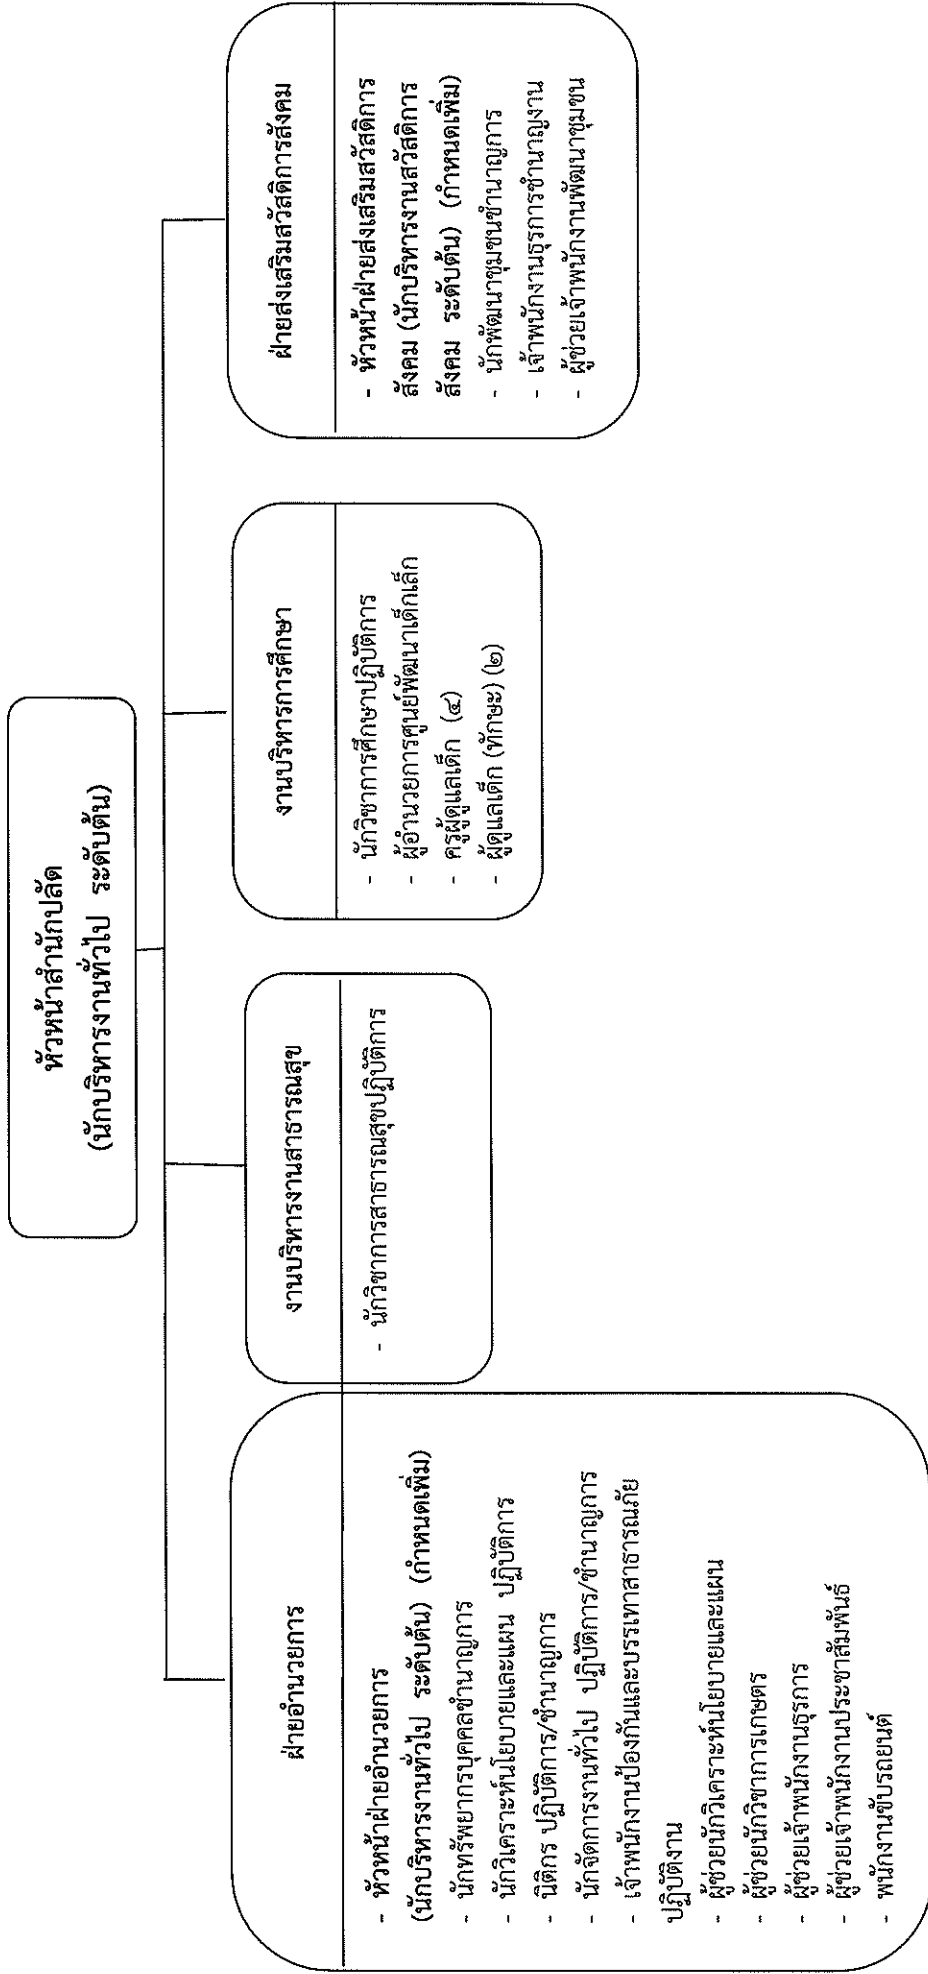 หัวหน้าสำนักปลัด
(นักบริหารงานทั่วไป ระดับต้น)
ฝ่ายอำนวยการ
- หัวหน้าฝ่ายอำนวยการ
(นักบริหารงานทั่วไป ระดับต้น) (กำหนดเพิ่ม)
- นักทรัพยากรบุคคลชำนาญการ
- นักวิเคราะห์นโยบายและแผน ปฏิบัติการ
- นิติกร ปฏิบัติการ/ชำนาญการ
- นักจัดการงานทั่วไป ปฏิบัติการ/ชำนาญการ
- เจ้าพนักงานป้องกันและบรรเทาสาธารณภัย
ปฏิบัติงาน
- ผู้ช่วยนักวิเคราะห์นโยบายและแผน
- ผู้ช่วยนักวิชาการเกษตร
- ผู้ช่วยเจ้าพนักงานธุรการ
- ผู้ช่วยเจ้าพนักงานประชาสัมพันธ์
- พนักงานขับรถยนต์
งานบริหารงานสาธารณสุข
- นักวิชาการสาธารณสุขปฏิบัติการ
งานบริหารการศึกษา
- นักวิชาการศึกษาปฏิบัติการ
- ผู้อำนวยการศูนย์พัฒนาเด็กเล็ก
- ครูผู้ดูแลเด็ก (๔)
- ผู้ดูแลเด็ก (ทักษะ) (๒)
ฝ่ายส่งเสริมสวัสดิการสังคม
- หัวหน้าฝ่ายส่งเสริมสวัสดิการ
สังคม (นักบริหารงานสวัสดิการ
สังคม ระดับต้น) (กำหนดเพิ่ม)
- นักพัฒนาชุมชนชำนาญการ
- เจ้าพนักงานธุรการชำนาญงาน
- ผู้ช่วยเจ้าพนักงานพัฒนาชุมชน